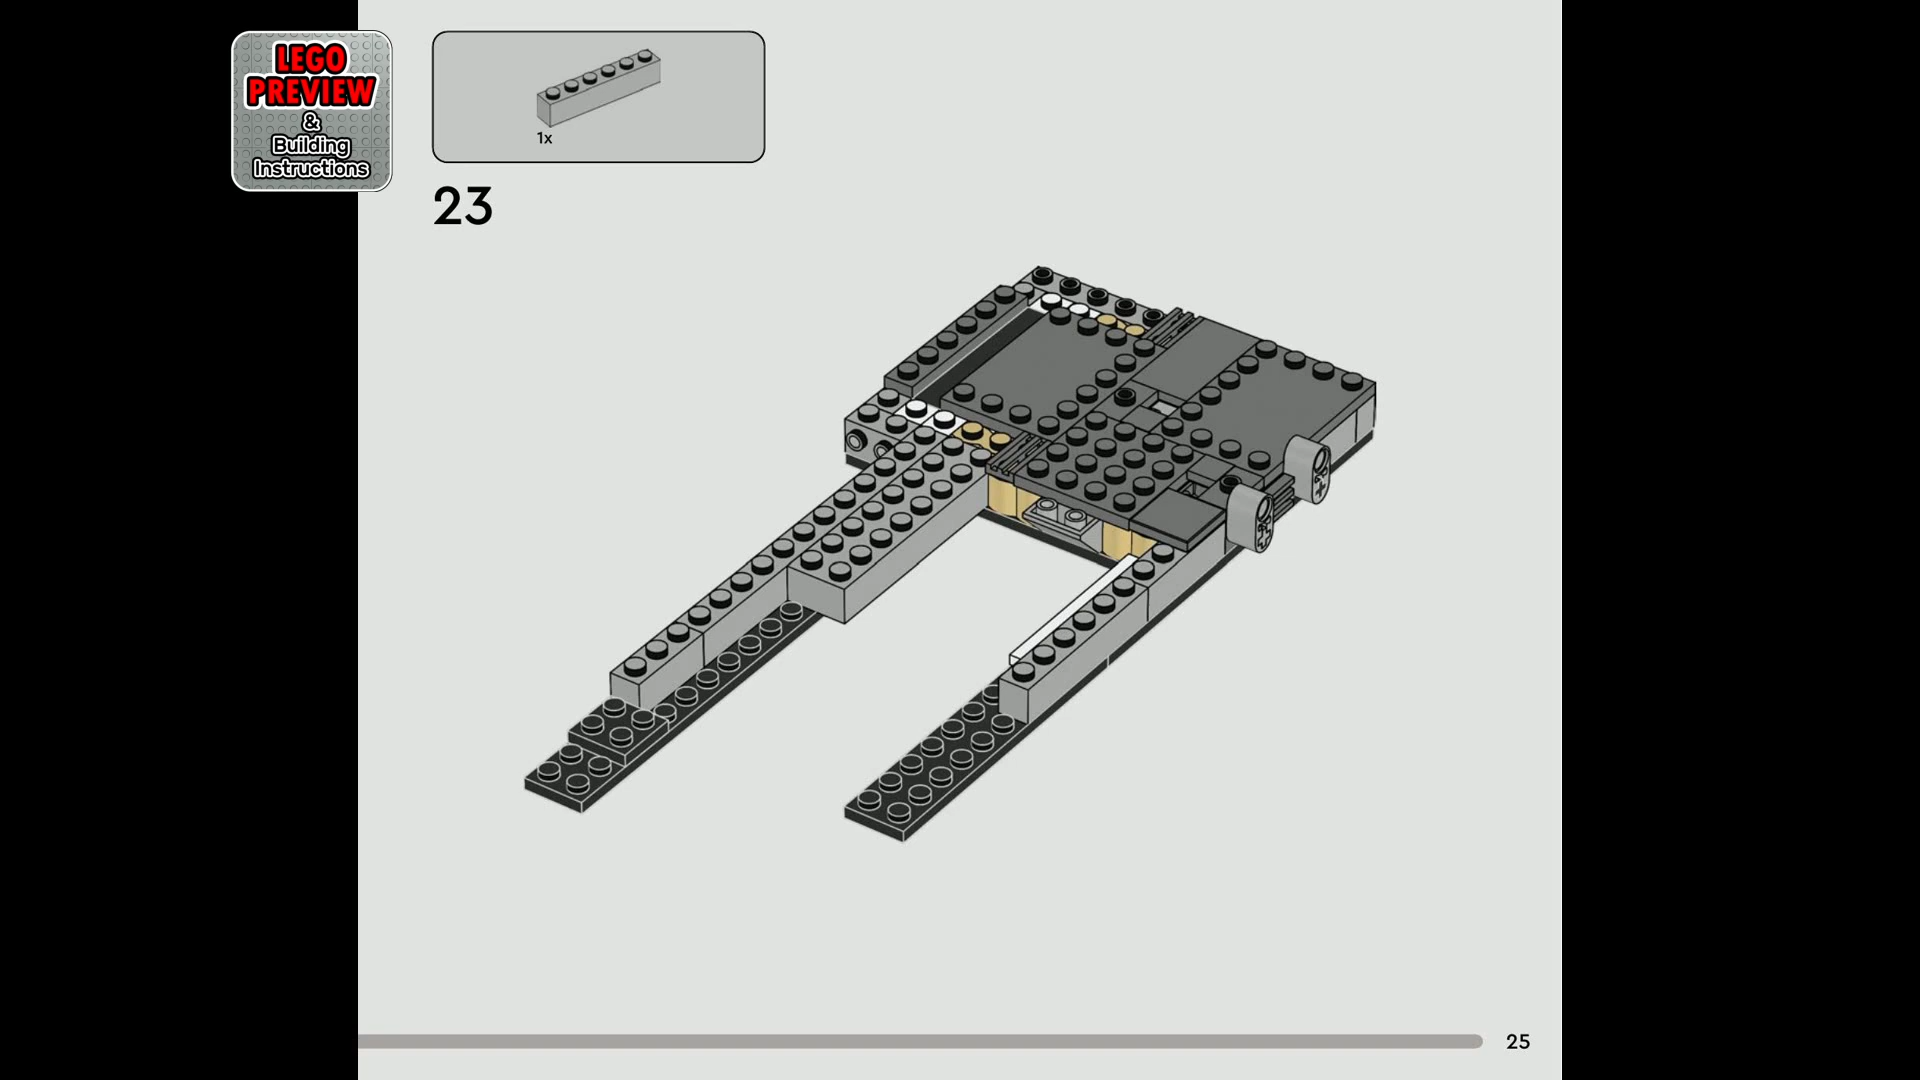 LEGO
PREVIEW
&
Building
Instructions
1x
23
25